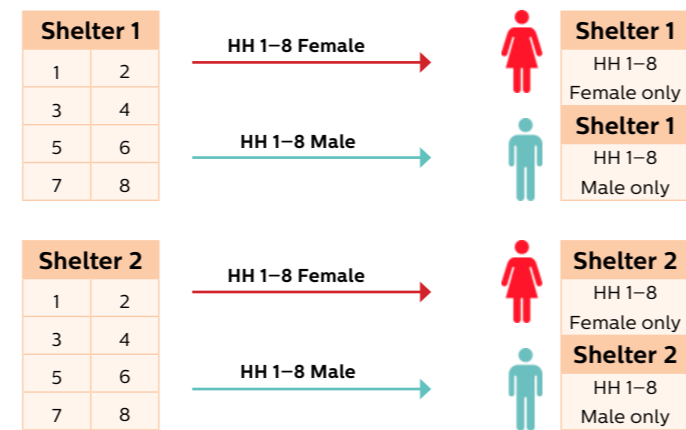 Shelter 1
1 2
3 4
5 6
7 8
HH 1–8 Female
HH 1–8 Male
Shelter 1
HH 1–8
Female only
Shelter 1
HH 1–8
Male only
Shelter 2
1 2
3 4
5 6
7 8
HH 1–8 Female
HH 1–8 Male
Shelter 2
HH 1–8
Female only
Shelter 2
HH 1–8
Male only